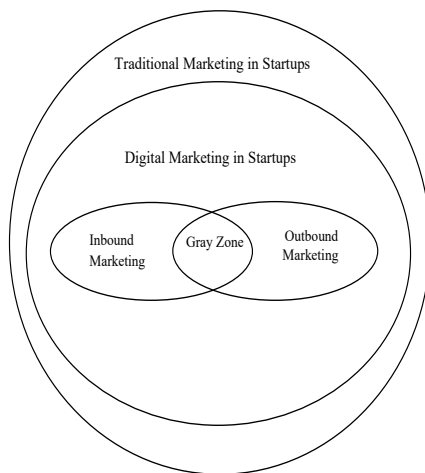 Traditional Marketing in Startups
Digital Marketing in Startups
Inbound
Marketing
Gray Zone
Outbound
Marketing